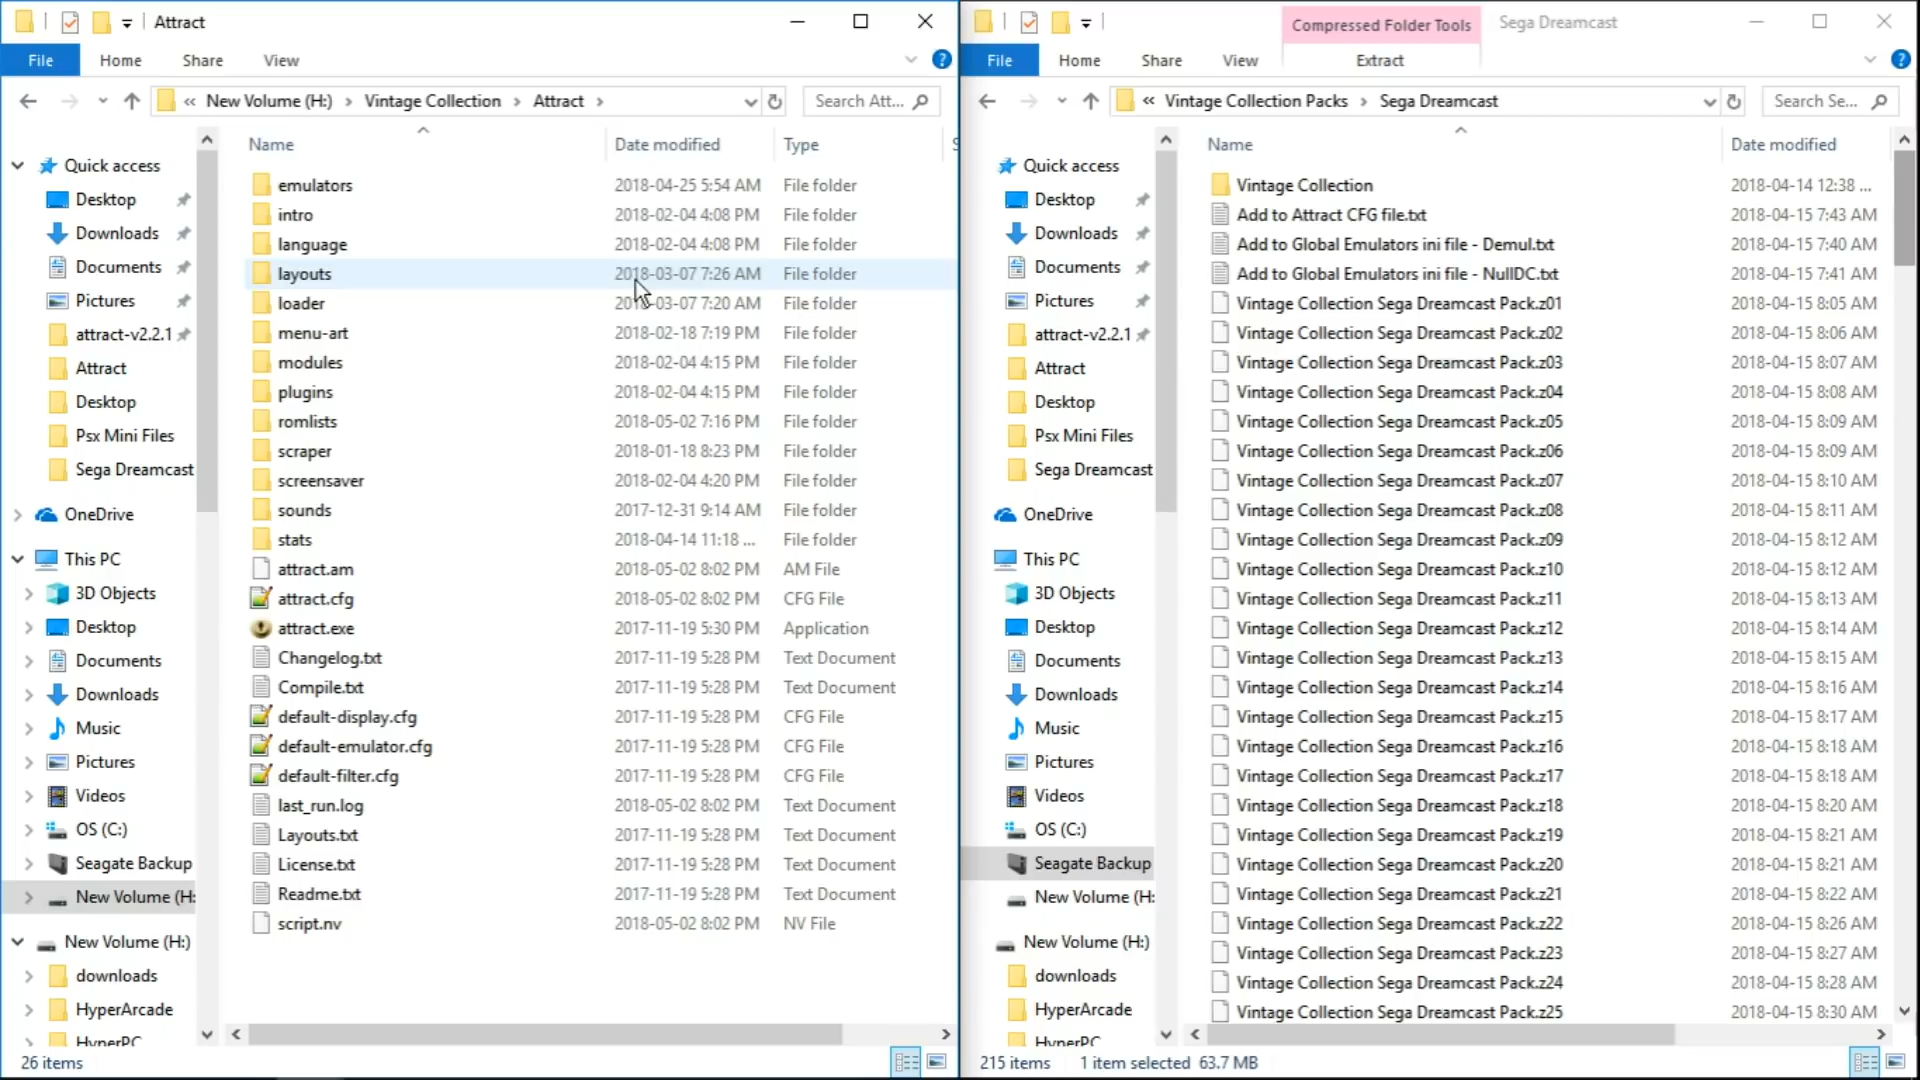 Attract
File
Home
Share
View
« New Volume (H:) › Vintage Collection › Attract ›
Search Att...
Quick access
Desktop
Downloads
Documents
Pictures
attract-v2.2.1
Attract
Desktop
Psx Mini Files
Sega Dreamcast
OneDrive
This PC
3D Objects
Desktop
Documents
Downloads
Music
Pictures
Videos
OS (C:)
Seagate Backup
New Volume (H:
New Volume (H:)
downloads
HyperArcade
HyperPC
Name Date modified Type
emulators 2018-04-25 5:54 AM File folder
intro 2018-02-04 4:08 PM File folder
language 2018-02-04 4:08 PM File folder
layouts 2018-03-07 7:26 AM File folder
loader 2018-03-07 7:20 AM File folder
menu-art 2018-02-18 7:19 PM File folder
modules 2018-02-04 4:15 PM File folder
plugins 2018-02-04 4:15 PM File folder
romlists 2018-05-02 7:16 PM File folder
scraper 2018-01-18 8:23 PM File folder
screensaver 2018-02-04 4:20 PM File folder
sounds 2017-12-31 9:14 AM File folder
stats 2018-04-14 11:18 ... File folder
attract.am 2018-05-02 8:02 PM AM File
attract.cfg 2018-05-02 8:02 PM CFG File
attract.exe 2017-11-19 5:30 PM Application
Changelog.txt 2017-11-19 5:28 PM Text Document
Compile.txt 2017-11-19 5:28 PM Text Document
default-display.cfg 2017-11-19 5:28 PM CFG File
default-emulator.cfg 2017-11-19 5:28 PM CFG File
default-filter.cfg 2017-11-19 5:28 PM CFG File
last_run.log 2018-05-02 8:02 PM Text Document
Layouts.txt 2017-11-19 5:28 PM Text Document
License.txt 2017-11-19 5:28 PM Text Document
Readme.txt 2017-11-19 5:28 PM Text Document
script.nv 2018-05-02 8:02 PM NV File
26 items
Compressed Folder Tools
Sega Dreamcast
File
Home
Share
View
Extract
« Vintage Collection Packs › Sega Dreamcast
Search Se...
Quick access
Desktop
Downloads
Documents
Pictures
attract-v2.2.1
Attract
Desktop
Psx Mini Files
Sega Dreamcast
OneDrive
This PC
3D Objects
Desktop
Documents
Downloads
Music
Pictures
Videos
OS (C:)
Seagate Backup
New Volume (H:
New Volume (H:)
downloads
HyperArcade
HyperPC
Name Date modified
Vintage Collection 2018-04-14 12:38 ...
Add to Attract CFG file.txt 2018-04-15 7:43 AM
Add to Global Emulators ini file - Demul.txt 2018-04-15 7:40 AM
Add to Global Emulators ini file - NullDC.txt 2018-04-15 7:41 AM
Vintage Collection Sega Dreamcast Pack.z01 2018-04-15 8:05 AM
Vintage Collection Sega Dreamcast Pack.z02 2018-04-15 8:06 AM
Vintage Collection Sega Dreamcast Pack.z03 2018-04-15 8:07 AM
Vintage Collection Sega Dreamcast Pack.z04 2018-04-15 8:08 AM
Vintage Collection Sega Dreamcast Pack.z05 2018-04-15 8:09 AM
Vintage Collection Sega Dreamcast Pack.z06 2018-04-15 8:09 AM
Vintage Collection Sega Dreamcast Pack.z07 2018-04-15 8:10 AM
Vintage Collection Sega Dreamcast Pack.z08 2018-04-15 8:11 AM
Vintage Collection Sega Dreamcast Pack.z09 2018-04-15 8:12 AM
Vintage Collection Sega Dreamcast Pack.z10 2018-04-15 8:12 AM
Vintage Collection Sega Dreamcast Pack.z11 2018-04-15 8:13 AM
Vintage Collection Sega Dreamcast Pack.z12 2018-04-15 8:14 AM
Vintage Collection Sega Dreamcast Pack.z13 2018-04-15 8:15 AM
Vintage Collection Sega Dreamcast Pack.z14 2018-04-15 8:16 AM
Vintage Collection Sega Dreamcast Pack.z15 2018-04-15 8:17 AM
Vintage Collection Sega Dreamcast Pack.z16 2018-04-15 8:18 AM
Vintage Collection Sega Dreamcast Pack.z17 2018-04-15 8:18 AM
Vintage Collection Sega Dreamcast Pack.z18 2018-04-15 8:20 AM
Vintage Collection Sega Dreamcast Pack.z19 2018-04-15 8:21 AM
Vintage Collection Sega Dreamcast Pack.z20 2018-04-15 8:21 AM
Vintage Collection Sega Dreamcast Pack.z21 2018-04-15 8:22 AM
Vintage Collection Sega Dreamcast Pack.z22 2018-04-15 8:26 AM
Vintage Collection Sega Dreamcast Pack.z23 2018-04-15 8:27 AM
Vintage Collection Sega Dreamcast Pack.z24 2018-04-15 8:28 AM
Vintage Collection Sega Dreamcast Pack.z25 2018-04-15 8:30 AM
215 items 1 item selected 63.7 MB